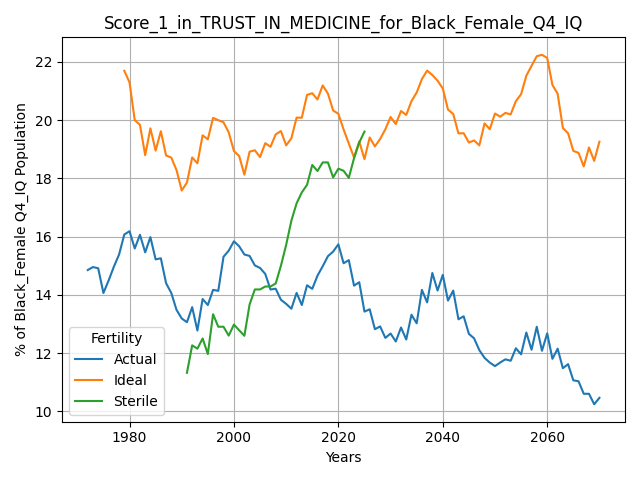 Score_1_in_TRUST_IN_MEDICINE_for_Black_Female_Q4_IQ
% of Black_Female Q4_IQ Population
22
20
18
16
14
12
10
Fertility
Actual
Ideal
Sterile
1980
2000
2020
2040
2060
Years